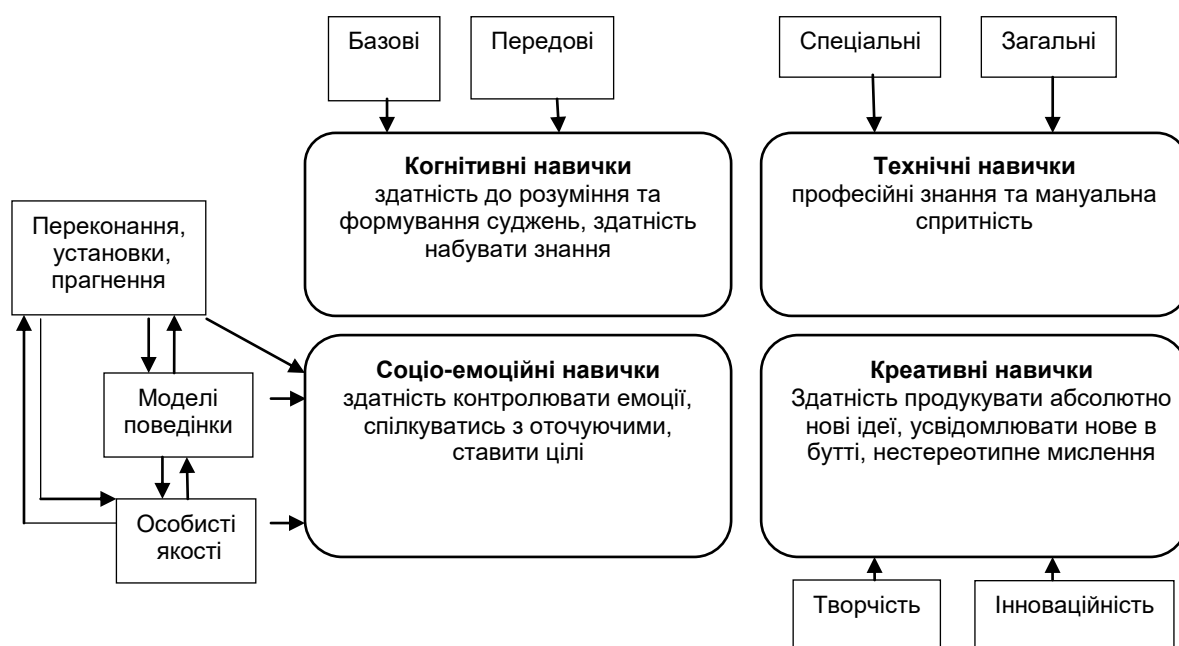 Базові
Передові
Спеціальні
Загальні
Когнітивні навички
здатність до розуміння та
формування суджень, здатність
набувати знання
Технічні навички
професійні знання та мануальна
спритність
Переконання,
установки,
прагнення
Соціо-емоційні навички
здатність контролювати емоції,
спілкуватись з оточуючими,
ставити цілі
Креативні навички
Здатність продукувати абсолютно
нові ідеї, усвідомлювати нове в
бутті, нестереотипне мислення
Моделі
поведінки
Особисті
якості
Творчість
Інноваційність